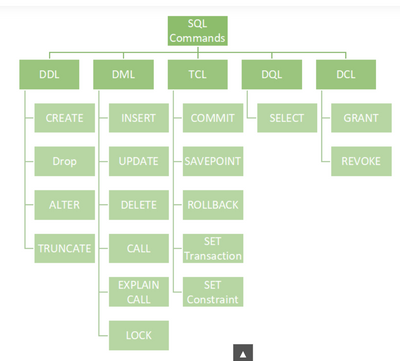 SQL
Commands
DDL
DML
TCL
DQL
DCL
CREATE
INSERT
COMMIT
SELECT
GRANT
Drop
UPDATE
SAVEPOINT
REVOKE
ALTER
DELETE
ROLLBACK
TRUNCATE
CALL
SET
Transaction
EXPLAIN
CALL
SET
Constraint
LOCK